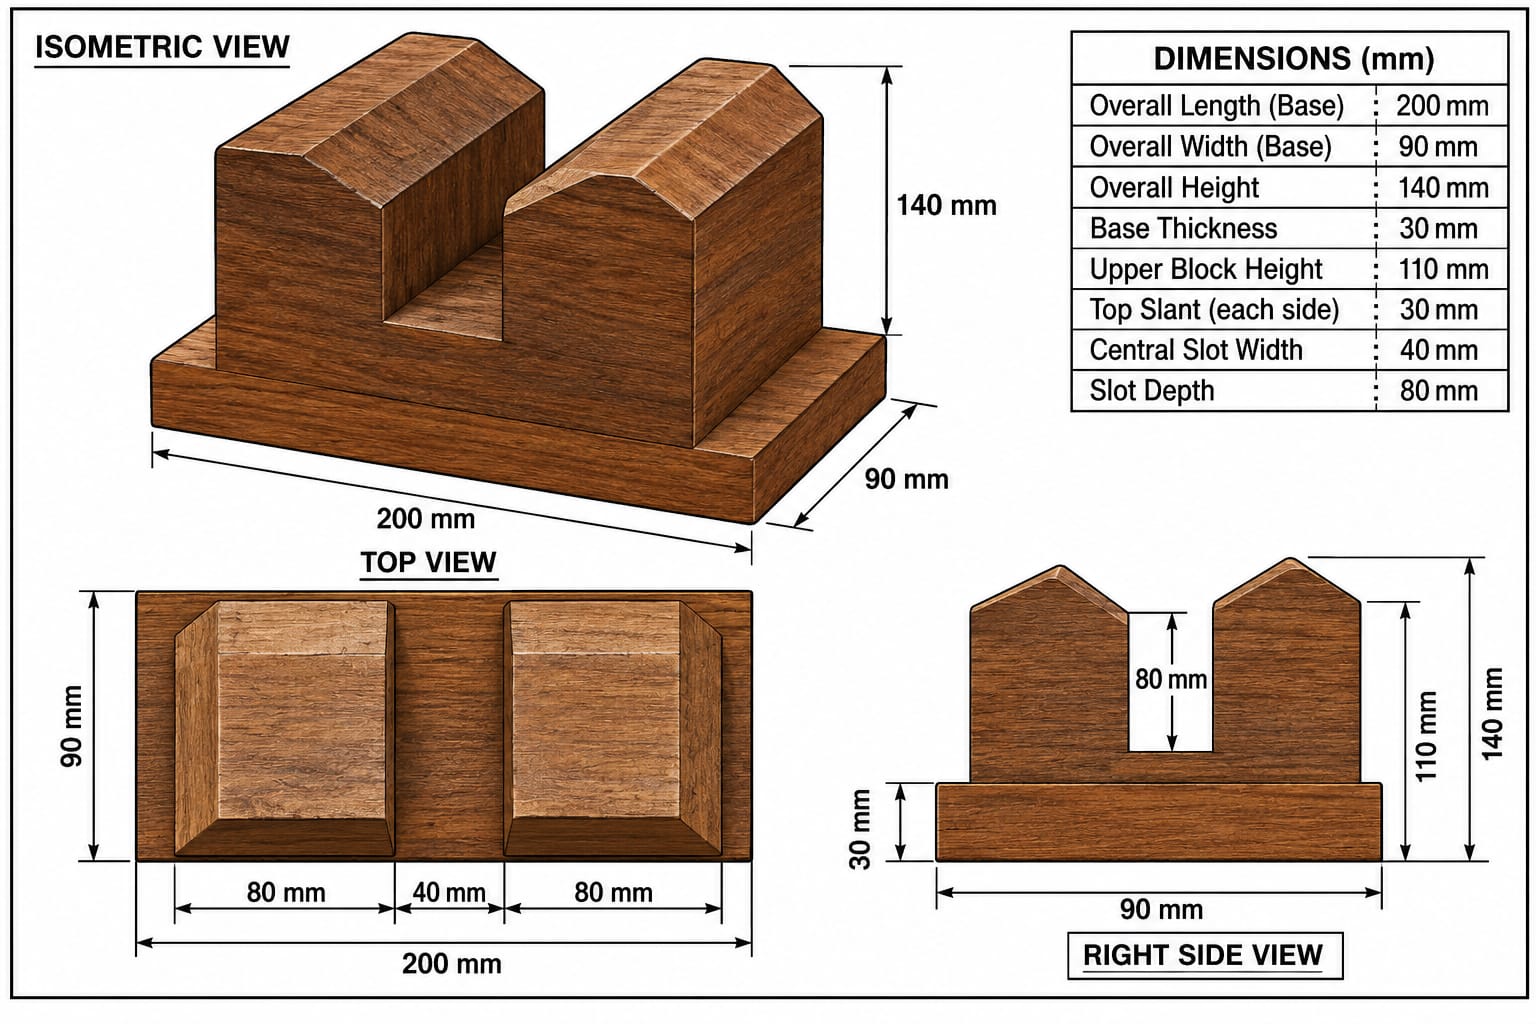 ISOMETRIC VIEW
140 mm
90 mm
200 mm
DIMENSIONS (mm)
Overall Length (Base) : 200 mm
Overall Width (Base) : 90 mm
Overall Height : 140 mm
Base Thickness : 30 mm
Upper Block Height : 110 mm
Top Slant (each side) : 30 mm
Central Slot Width : 40 mm
Slot Depth : 80 mm
TOP VIEW
90 mm
80 mm
40 mm
80 mm
200 mm
80 mm
110 mm
140 mm
30 mm
90 mm
RIGHT SIDE VIEW